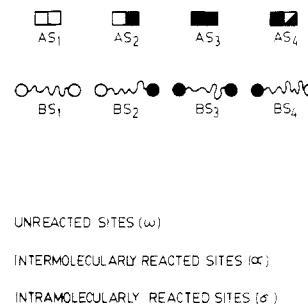 AS₁ AS₂ AS₃ AS₄
BS₁ BS₂ BS₃ BS₄
UNREACTED SITES (ω)
INTERMOLECULARLY REACTED SITES (α)
INTRAMOLECULARLY REACTED SITES (σ)